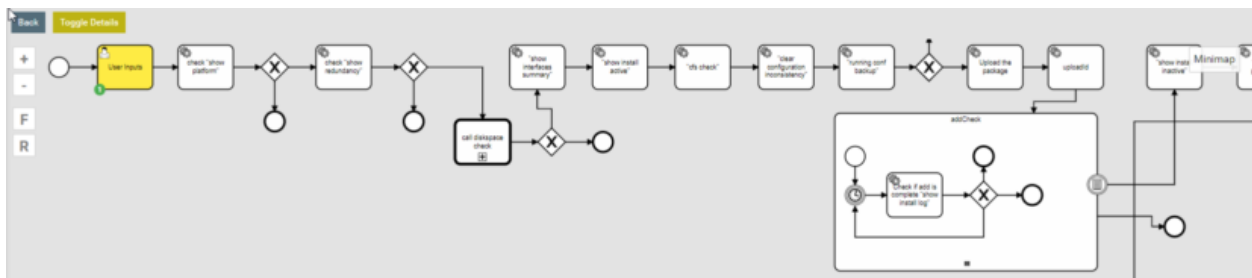 Back
Toggle Details
+
-
F
R
User Inputs
check "show
platform"
check "show
redundancy"
call diskspace
check
"show
interfaces
summary"
"show install
active"
"cfs check"
"clear
configuration
inconsistency"
"running conf
backup"
Upload the
package
uploadId
"show insta
inactive"
Minimap
addCheck
Check if add is
complete "show
install log"